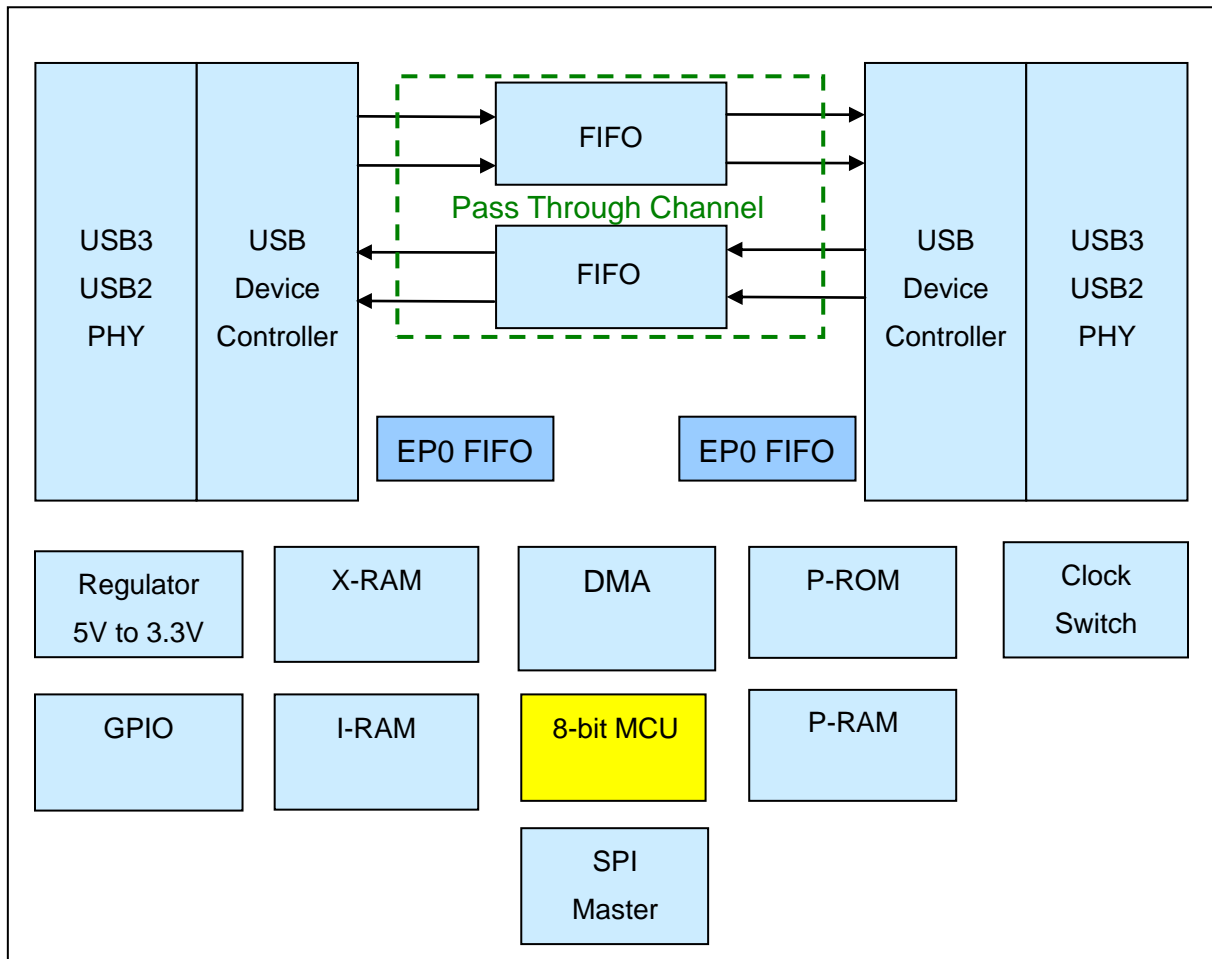 USB3
USB2
PHY
USB
Device
Controller
FIFO
Pass Through Channel
FIFO
USB
Device
Controller
USB3
USB2
PHY
EP0 FIFO
EP0 FIFO
Regulator
5V to 3.3V
X-RAM
DMA
P-ROM
Clock
Switch
GPIO
I-RAM
8-bit MCU
P-RAM
SPI
Master